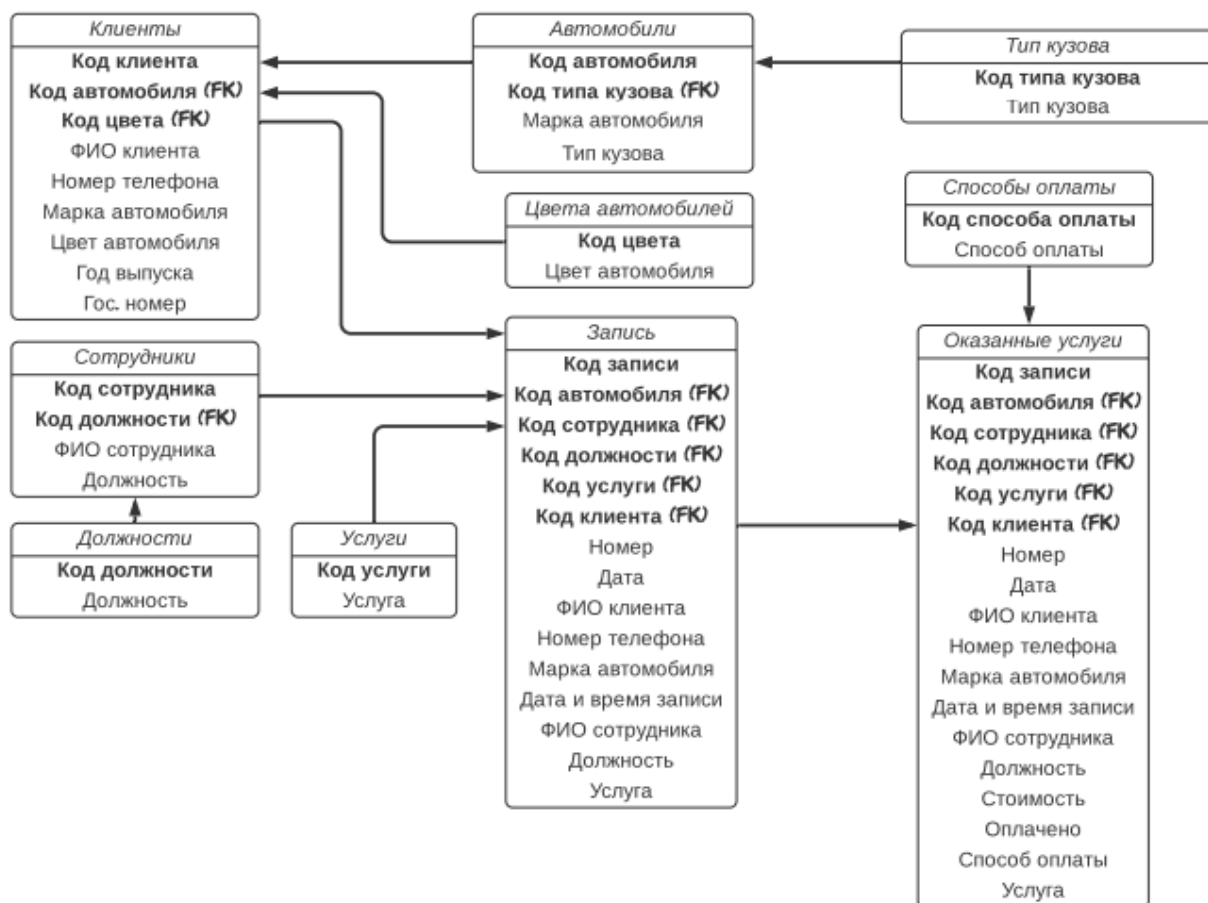 Клиенты
Код клиента
Код автомобиля (FK)
Код цвета (FK)
ФИО клиента
Номер телефона
Марка автомобиля
Цвет автомобиля
Год выпуска
Гос. номер
Автомобили
Код автомобиля
Код типа кузова (FK)
Марка автомобиля
Тип кузова
Тип кузова
Код типа кузова
Тип кузова
Цвета автомобилей
Код цвета
Цвет автомобиля
Способы оплаты
Код способа оплаты
Способ оплаты
Сотрудники
Код сотрудника
Код должности (FK)
ФИО сотрудника
Должность
Должности
Код должности
Должность
Услуги
Код услуги
Услуга
Запись
Код записи
Код автомобиля (FK)
Код сотрудника (FK)
Код должности (FK)
Код услуги (FK)
Код клиента (FK)
Номер
Дата
ФИО клиента
Номер телефона
Марка автомобиля
Дата и время записи
ФИО сотрудника
Должность
Услуга
Оказанные услуги
Код записи
Код автомобиля (FK)
Код сотрудника (FK)
Код должности (FK)
Код услуги (FK)
Код клиента (FK)
Номер
Дата
ФИО клиента
Номер телефона
Марка автомобиля
Дата и время записи
ФИО сотрудника
Должность
Стоимость
Оплачено
Способ оплаты
Услуга